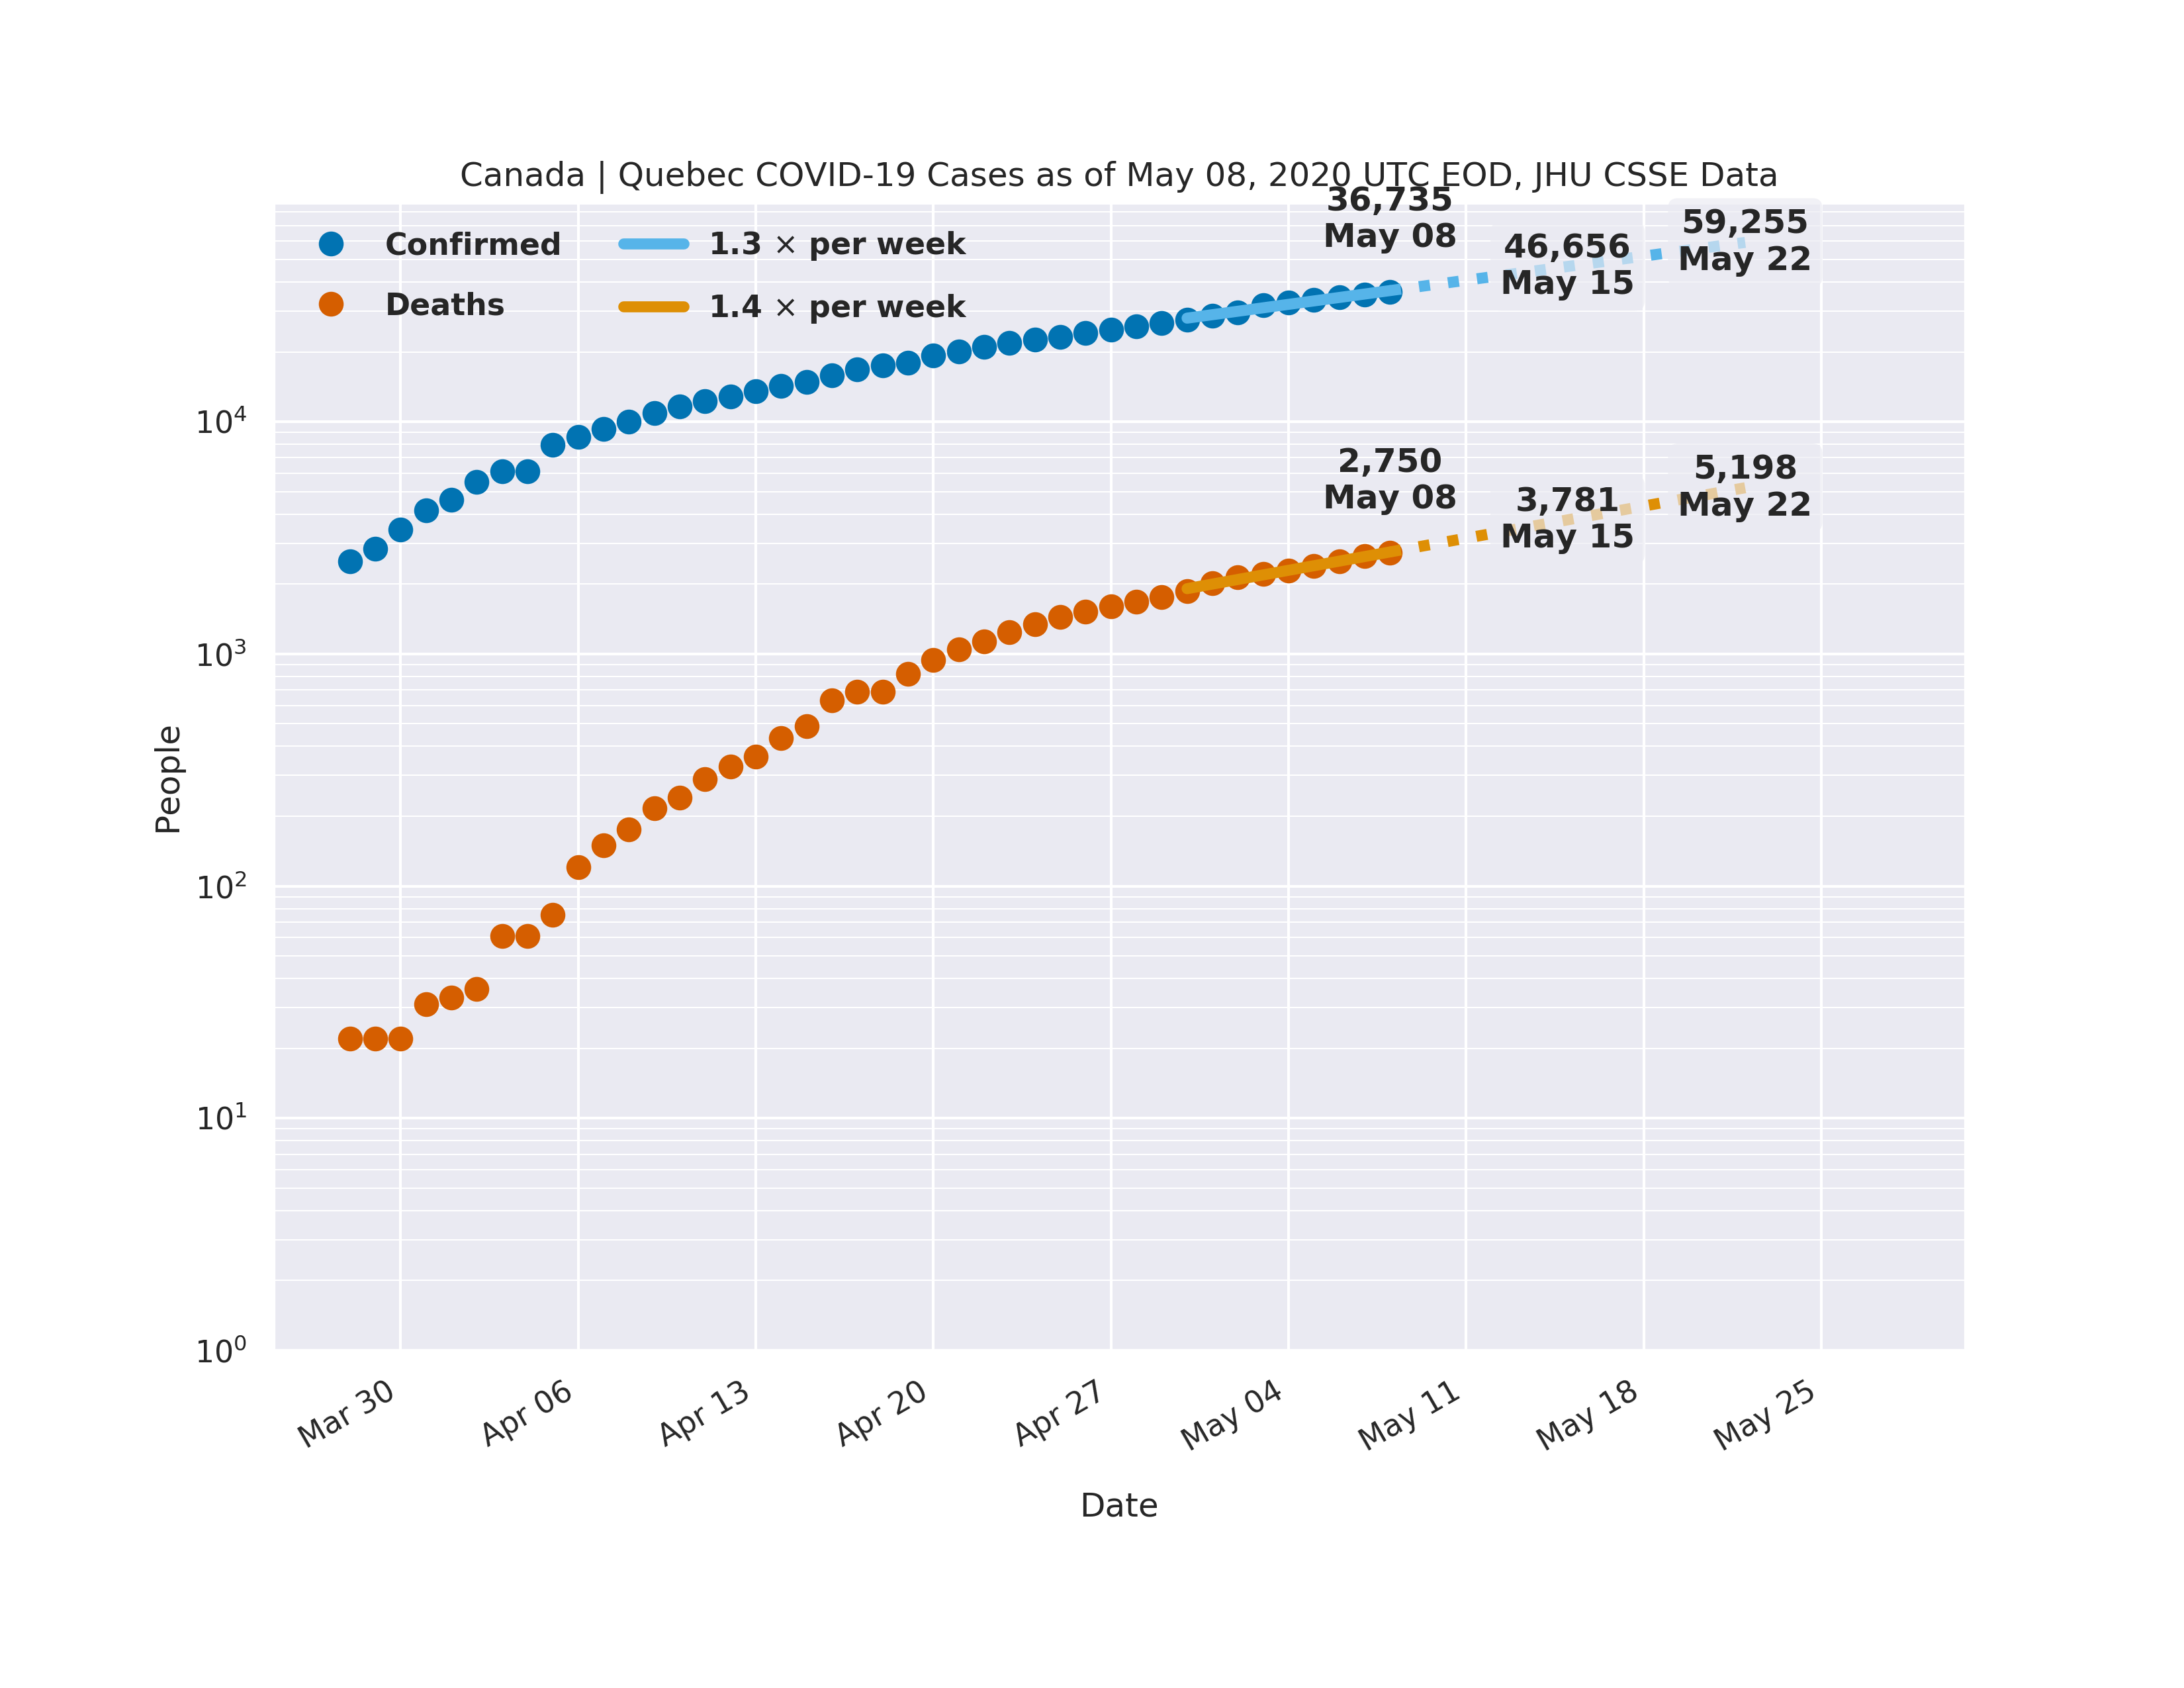 Canada | Quebec COVID-19 Cases as of May 08, 2020 UTC EOD, JHU CSSE Data
36,735
May 08
46,656
May 15
59,255
May 22
Confirmed
Deaths
1.3 × per week
1.4 × per week
2,750
May 08
3,781
May 15
5,198
May 22
People
10⁴
10³
10²
10¹
10⁰
Mar 30
Apr 06
Apr 13
Apr 20
Apr 27
May 04
May 11
May 18
May 25
Date